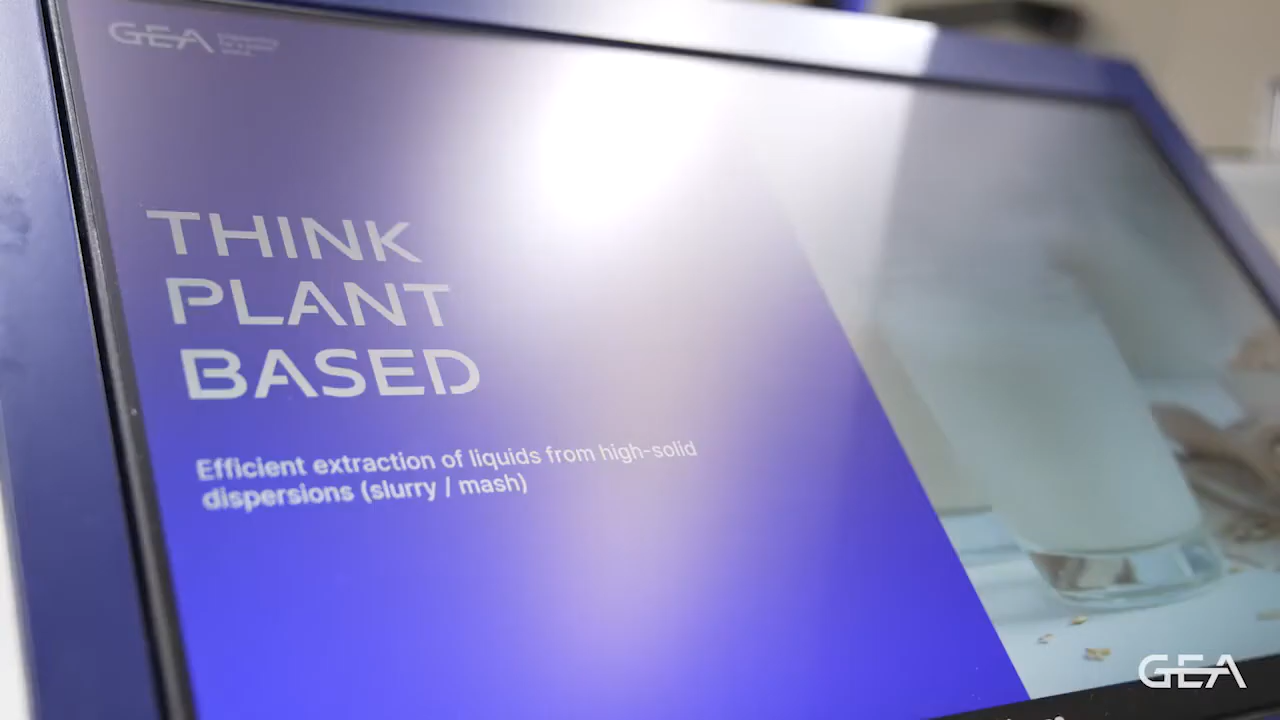 GEA
THINK
PLANT
BASED
Efficient extraction of liquids from high-solid
dispersions (slurry / mash)
GEA